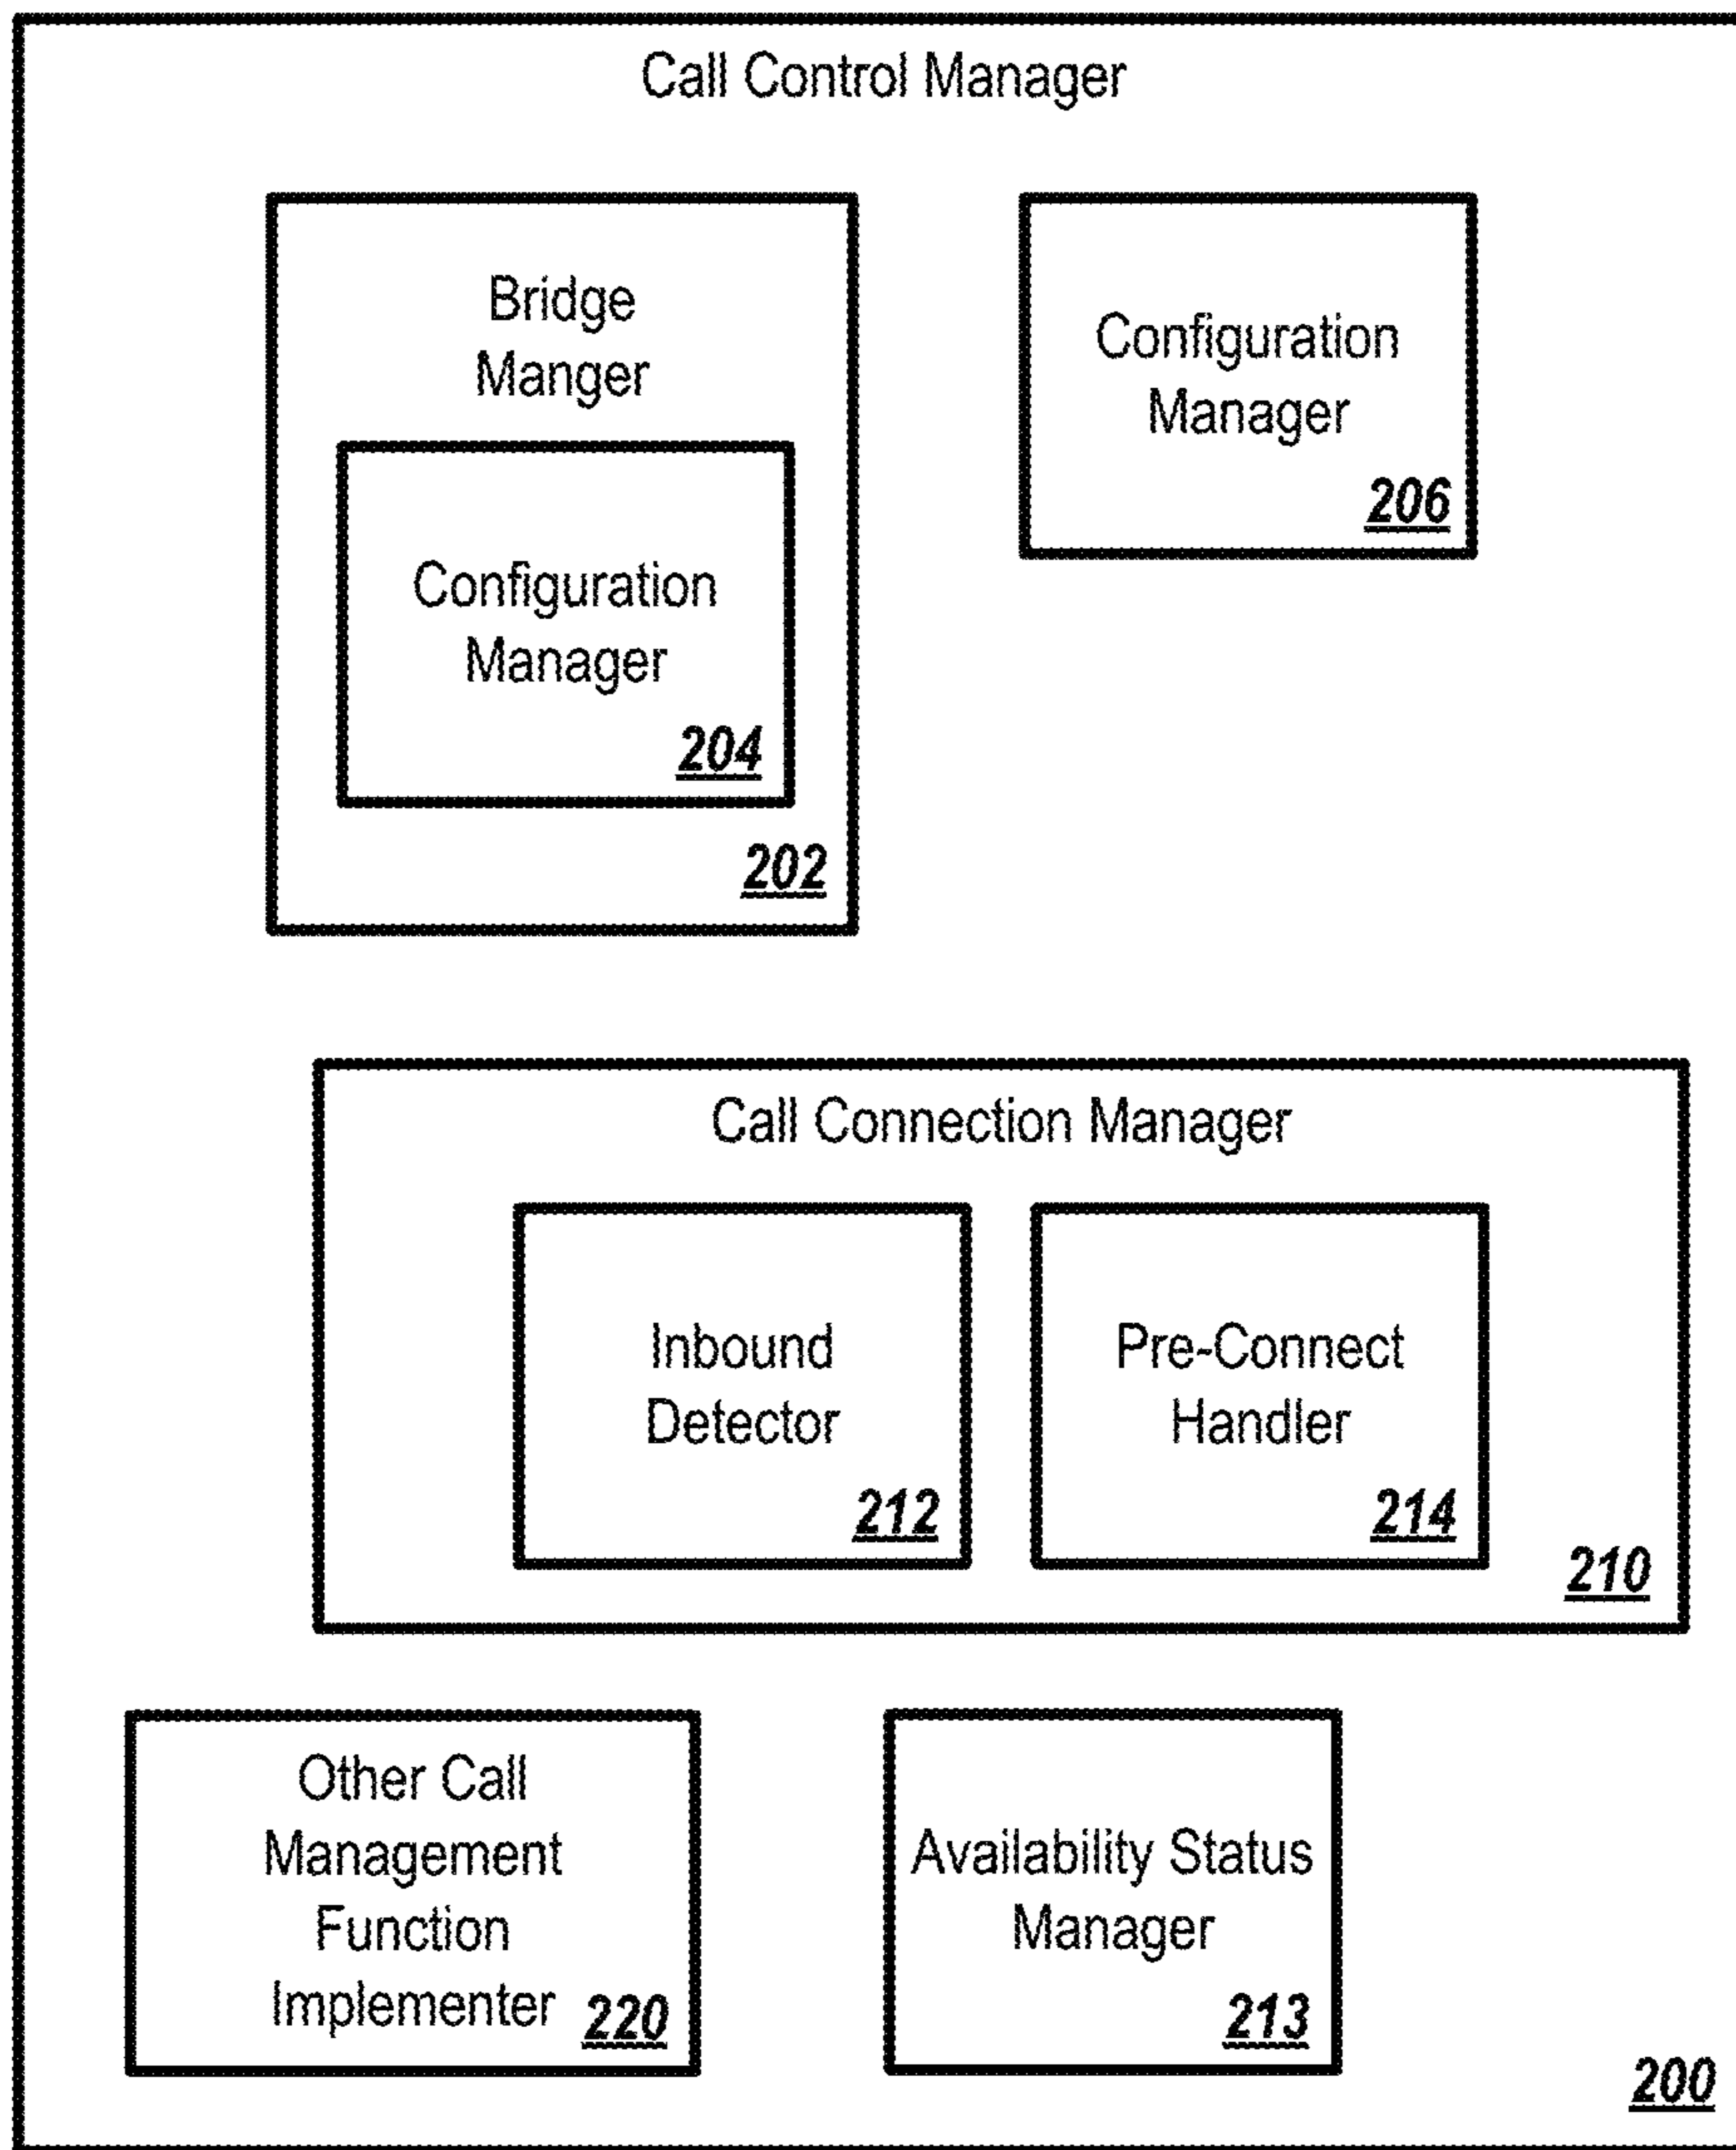 Call Control Manager
Bridge
Manger
Configuration
Manager
204
202
Configuration
Manager
206
Call Connection Manager
Inbound
Detector
212
Pre-Connect
Handler
214
210
Other Call
Management
Function
Implementer 220
Availability Status
Manager
213
200